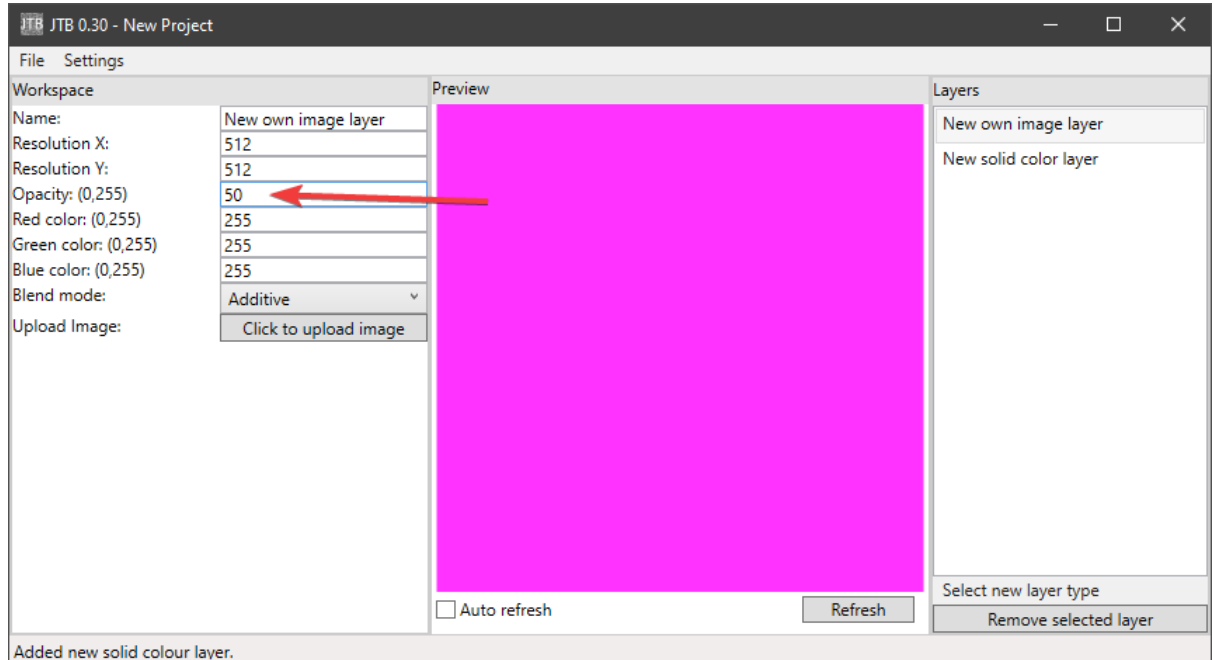 JTB JTB 0.30 - New Project
File Settings
Workspace
Name: New own image layer
Resolution X: 512
Resolution Y: 512
Opacity: (0,255) 50
Red color: (0,255) 255
Green color: (0,255) 255
Blue color: (0,255) 255
Blend mode: Additive
Upload Image: Click to upload image
Preview
Auto refresh Refresh
Layers
New own image layer
New solid color layer
Select new layer type
Remove selected layer
Added new solid colour layer.